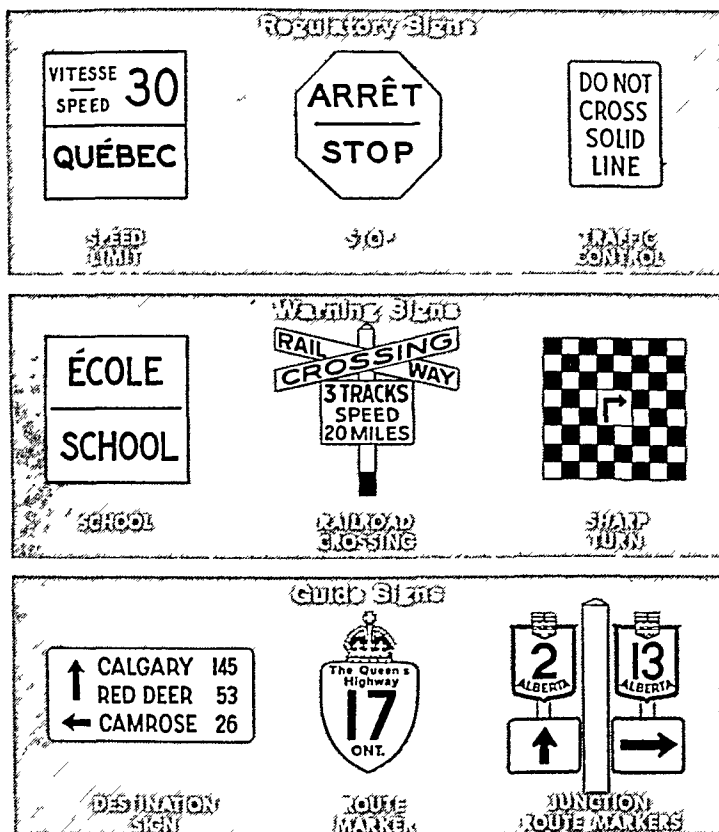 Regulatory Signs
VITESSE
SPEED
30
QUÉBEC
ARRÊT
STOP
DO NOT
CROSS
SOLID
LINE
SPEED
LIMIT
STOP
TRAFFIC
CONTROL
Warning Signs
ÉCOLE
SCHOOL
RAIL WAY
CROSSING
3 TRACKS
SPEED
20 MILES
SCHOOL
RAILROAD
CROSSING
SHARP
TURN
Guide Signs
CALGARY 145
RED DEER 53
CAMROSE 26
The Queen's
Highway
17
ONT.
2
ALBERTA
13
ALBERTA
DESTINATION
SIGN
ROUTE
MARKER
JUNCTION
ROUTE MARKERS